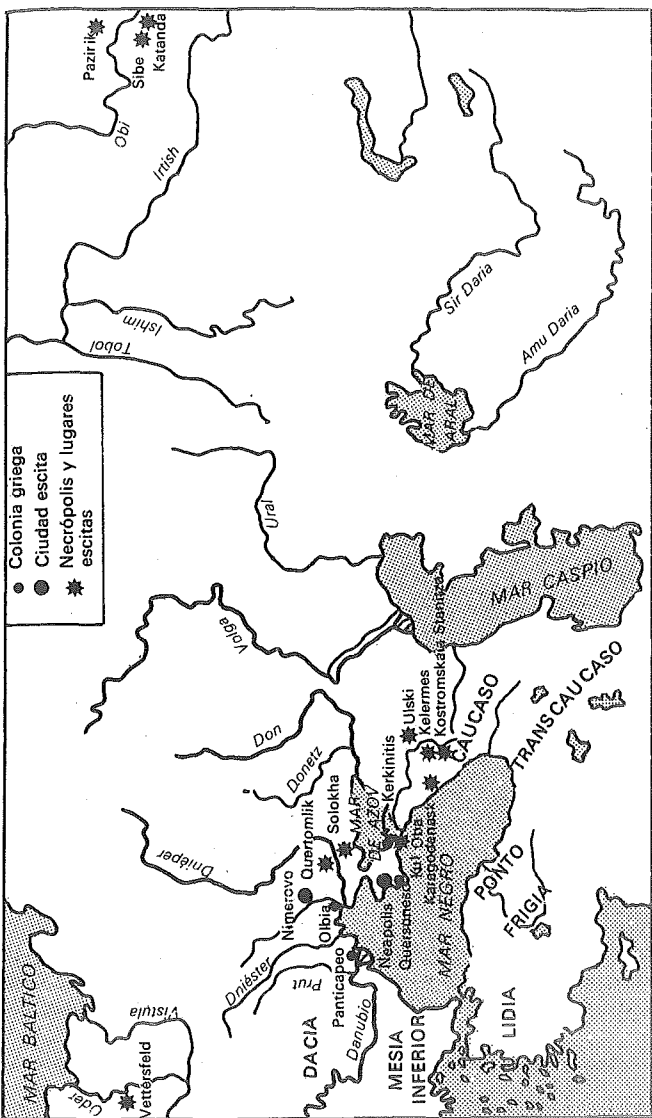 Colonia griega
Ciudad escita
Necrópolis y lugares
escitas
MAR BALTICO
Oder
Vettersfeld
Vístula
DACIA
Danubio
MESIA
INFERIOR
LIDIA
Prut
Dniéster
Panticapeo
Olbia
Nimerovo
Dniéper
Quertomlik
Solokha
MAR
DE AZOV
Kerkinitis
Neapolis
Quersoneso
Kul Oba
Karagodenask
MAR NEGRO
PONTO
FRIGIA
Donetz
Don
Volga
Ulski
Kelermes
Kostromskaia Stanitza
CAUCASO
TRANSCAUCASO
MAR CASPIO
Ural
Tobol
Ishim
Irtish
Obi
Pazirik
Sibe
Katanda
MAR DE
ARAL
Sir Daria
Amu Daria